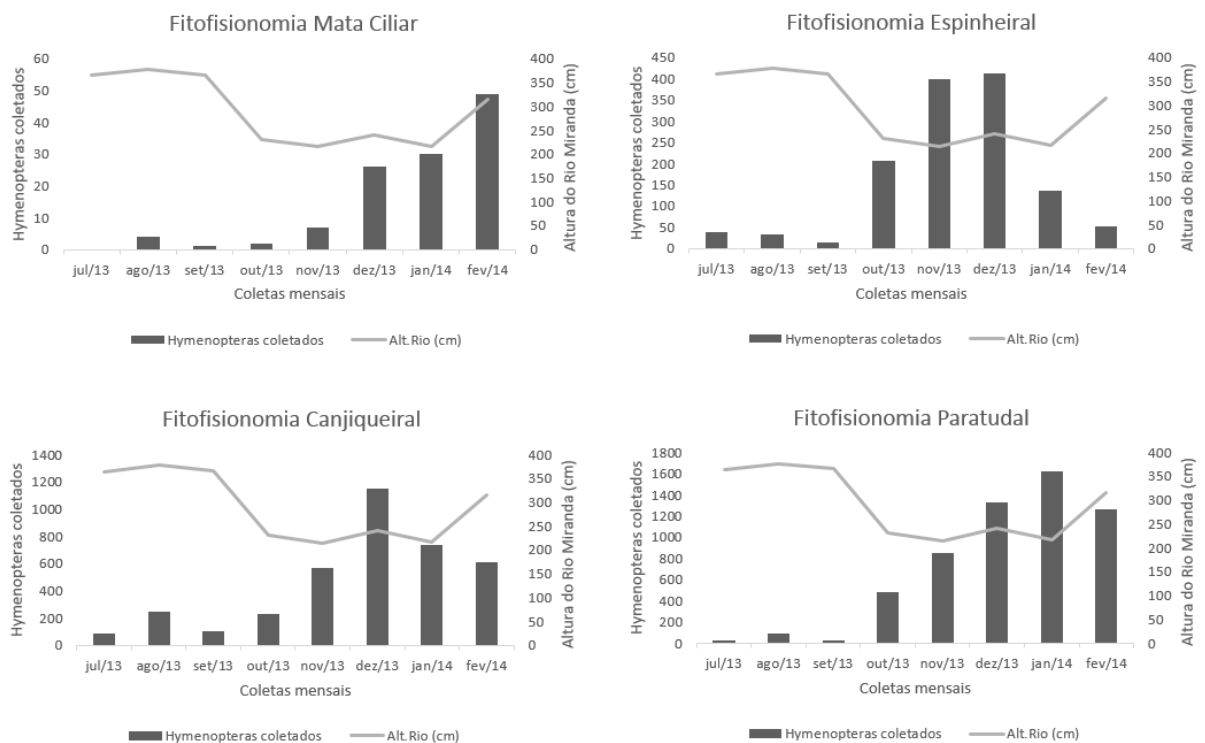 Fitofisionomia Mata Ciliar
Hymenopteras coletados
60
50
40
30
20
10
0
400
350
300
250
200
150
100
50
0
Altura do Rio Miranda (cm)
jul/13 ago/13 set/13 out/13 nov/13 dez/13 jan/14 fev/14
Coletas mensais
Hymenopteras coletados Alt.Rio (cm)
Fitofisionomia Espinheiral
Hymenopteras coletados
450
400
350
300
250
200
150
100
50
0
400
350
300
250
200
150
100
50
0
Altura do Rio Miranda (cm)
jul/13 ago/13 set/13 out/13 nov/13 dez/13 jan/14 fev/14
Coletas mensais
Hymenopteras coletados Alt.Rio (cm)
Fitofisionomia Canjiqueiral
Hymenopteras coletados
1400
1200
1000
800
600
400
200
0
400
350
300
250
200
150
100
50
0
Altura do Rio Miranda (cm)
jul/13 ago/13 set/13 out/13 nov/13 dez/13 jan/14 fev/14
Coletas mensais
Hymenopteras coletados Alt.Rio (cm)
Fitofisionomia Paratudal
Hymenopteras coletados
1800
1600
1400
1200
1000
800
600
400
200
0
400
350
300
250
200
150
100
50
0
Altura do Rio Miranda (cm)
jul/13 ago/13 set/13 out/13 nov/13 dez/13 jan/14 fev/14
Coletas mensais
Hymenopteras coletados Alt.Rio (cm)